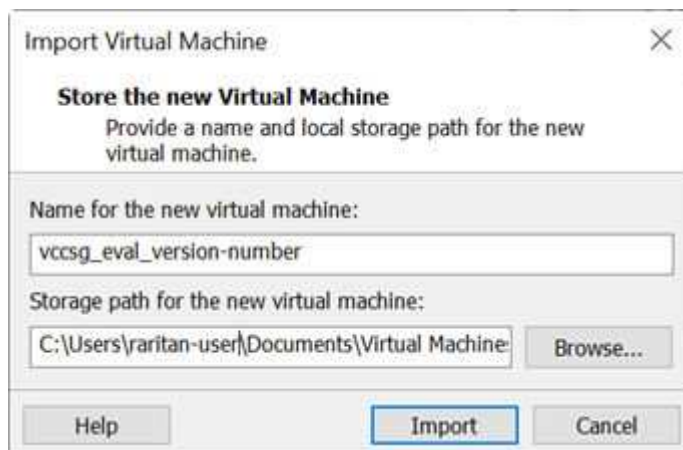 Import Virtual Machine
Store the new Virtual Machine
Provide a name and local storage path for the new
virtual machine.
Name for the new virtual machine:
vccsg_eval_version-number
Storage path for the new virtual machine:
C:\Users\raritan-user\Documents\Virtual Machine
Browse...
Help
Import
Cancel